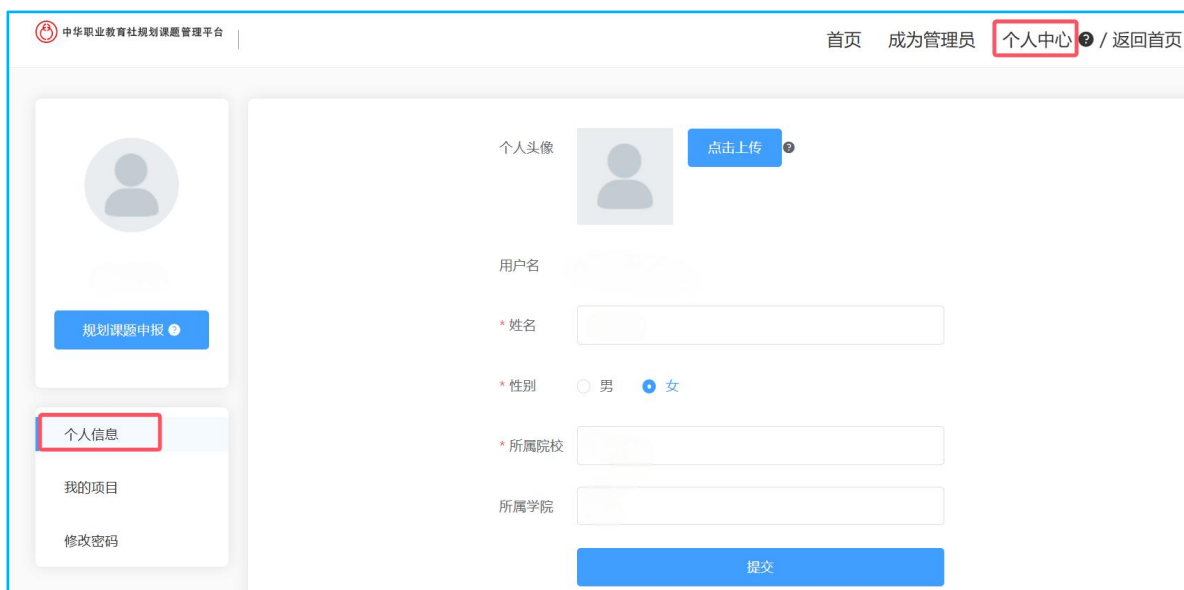 中华职业教育社规划课题管理平台
首页 成为管理员 个人中心 ? / 返回首页
个人头像 点击上传 ?
用户名
规划课题申报 ?
* 姓名
* 性别 男 女
个人信息
* 所属院校
我的项目
所属学院
修改密码
提交